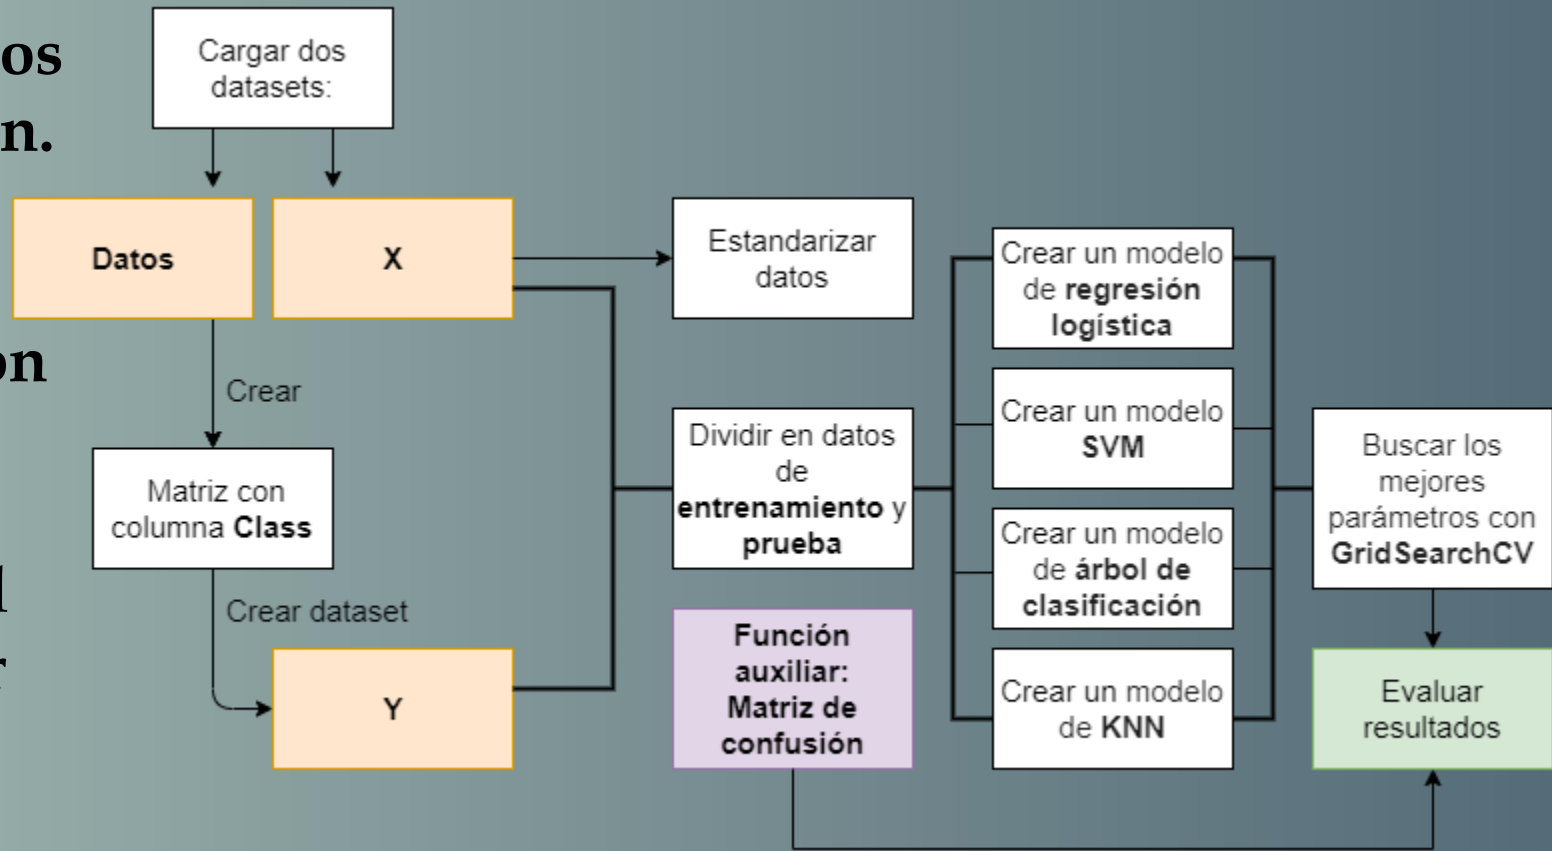 os
n.
on
l
r
Cargar dos
datasets:
Datos
X
Crear
Matriz con
columna Class
Crear dataset
Y
Estandarizar
datos
Dividir en datos
de
entrenamiento y
prueba
Función
auxiliar:
Matriz de
confusión
Crear un modelo
de regresión
logística
Crear un modelo
SVM
Crear un modelo
de árbol de
clasificación
Crear un modelo
de KNN
Buscar los
mejores
parámetros con
GridSearchCV
Evaluar
resultados